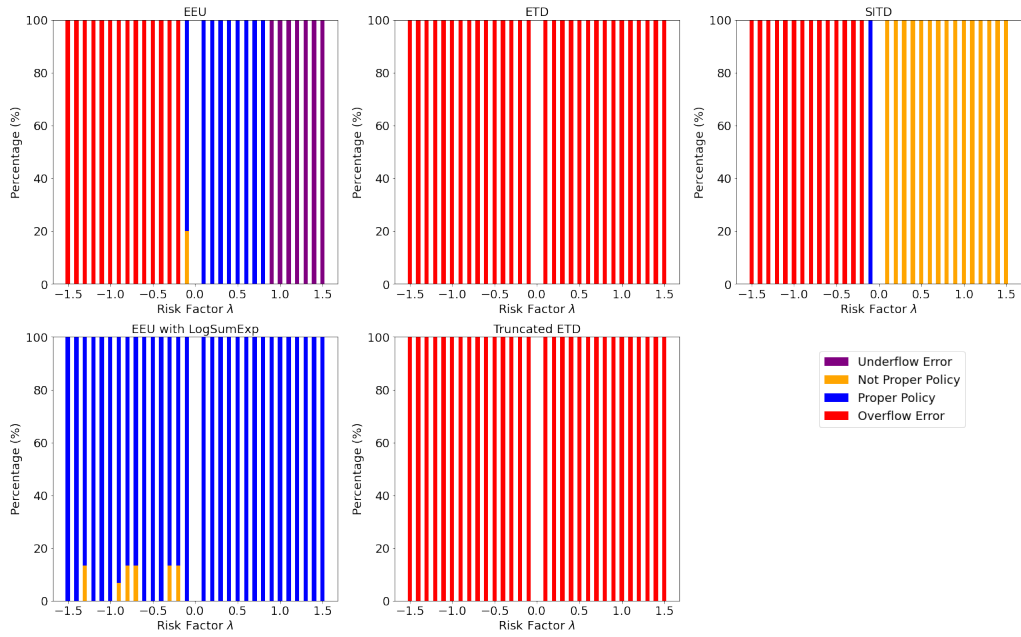 EEU
ETD
SITD
Percentage (%)
100
80
60
40
20
0
−1.5 −1.0 −0.5 0.0 0.5 1.0 1.5
Risk Factor λ
Percentage (%)
100
80
60
40
20
0
−1.5 −1.0 −0.5 0.0 0.5 1.0 1.5
Risk Factor λ
Percentage (%)
100
80
60
40
20
0
−1.5 −1.0 −0.5 0.0 0.5 1.0 1.5
Risk Factor λ
EEU with LogSumExp
Truncated ETD
Percentage (%)
100
80
60
40
20
0
−1.5 −1.0 −0.5 0.0 0.5 1.0 1.5
Risk Factor λ
Percentage (%)
100
80
60
40
20
0
−1.5 −1.0 −0.5 0.0 0.5 1.0 1.5
Risk Factor λ
Underflow Error
Not Proper Policy
Proper Policy
Overflow Error